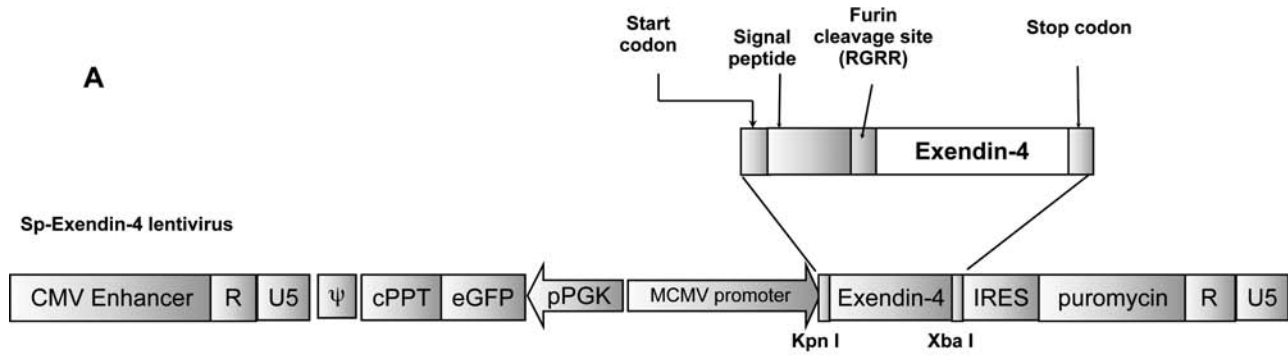 A
Start
codon
Signal
peptide
Furin
cleavage site
(RGRR)
Stop codon
Exendin-4
Sp-Exendin-4 lentivirus
CMV Enhancer R U5 ψ cPPT eGFP pPGK MCMV promoter Exendin-4 IRES puromycin R U5
Kpn I Xba I